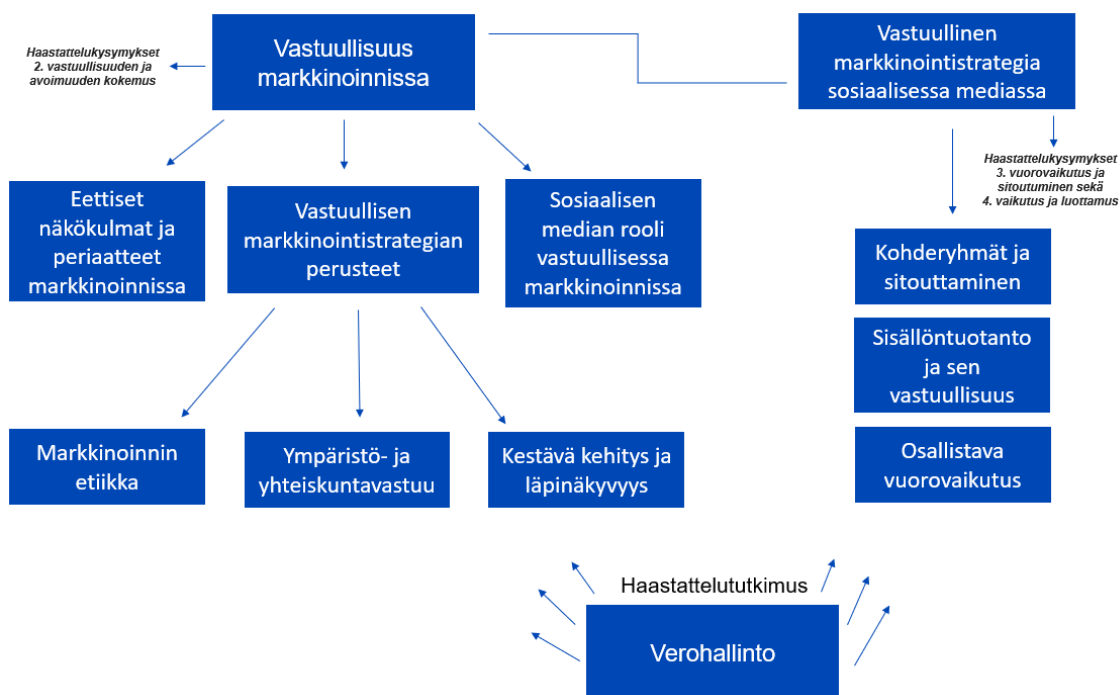 Haastattelukysymykset
2. vastuullisuuden ja
avoimuuden kokemus
Vastuullisuus
markkinoinnissa
Vastuullinen
markkinointistrategia
sosiaalisessa mediassa
Haastattelukysymykset
3. vuorovaikutus ja
sitoutuminen sekä
4. vaikutus ja luottamus
Eettiset
näkökulmat ja
periaatteet
markkinoinnissa
Vastuullisen
markkinointistrategian
perusteet
Sosiaalisen
median rooli
vastuullisessa
markkinoinnissa
Kohderyhmät ja
sitouttaminen
Sisällöntuotanto
ja sen
vastuullisuus
Osallistava
vuorovaikutus
Markkinoinnin
etiikka
Ympäristö- ja
yhteiskuntavastuu
Kestävä kehitys ja
läpinäkyvyys
Haastattelututkimus
Verohallinto